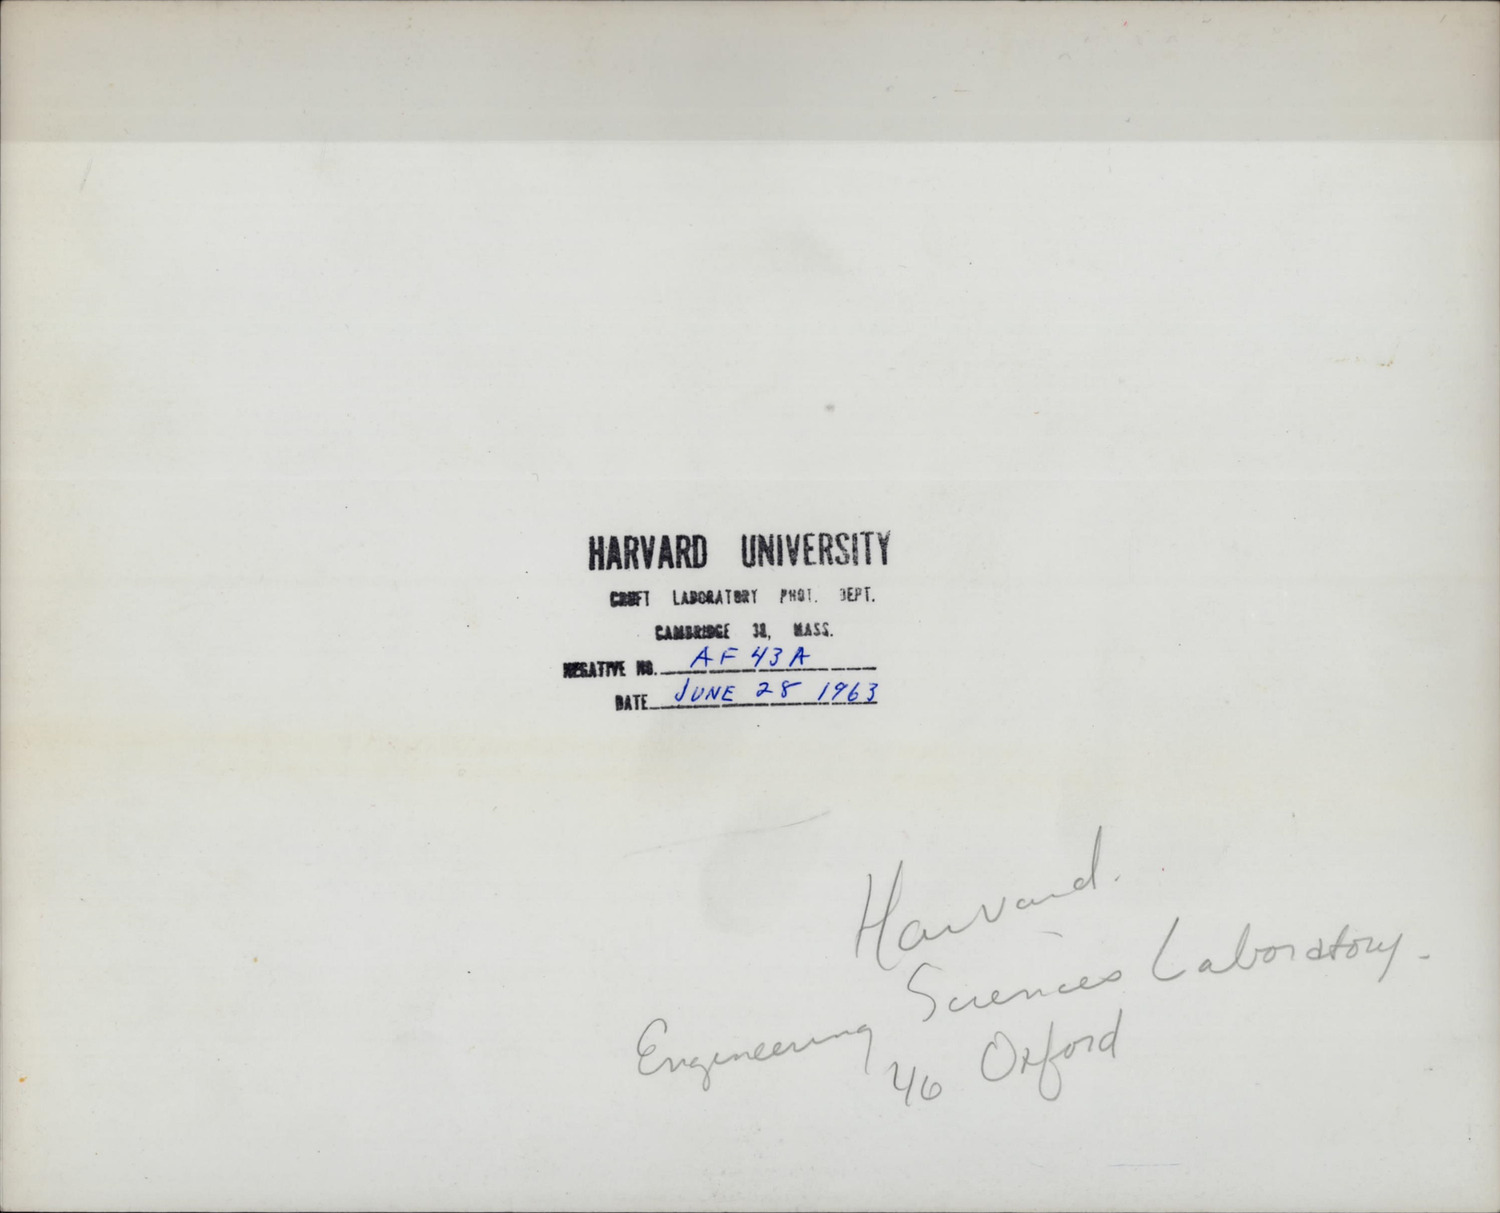 HARVARD UNIVERSITY
CRUFT LABORATORY PHOT. DEPT.
CAMBRIDGE 38, MASS.
NEGATIVE NO. AF 43A
DATE JUNE 28 1963
Harvard.
Engineering Sciences Laboratory.
40 Oxford